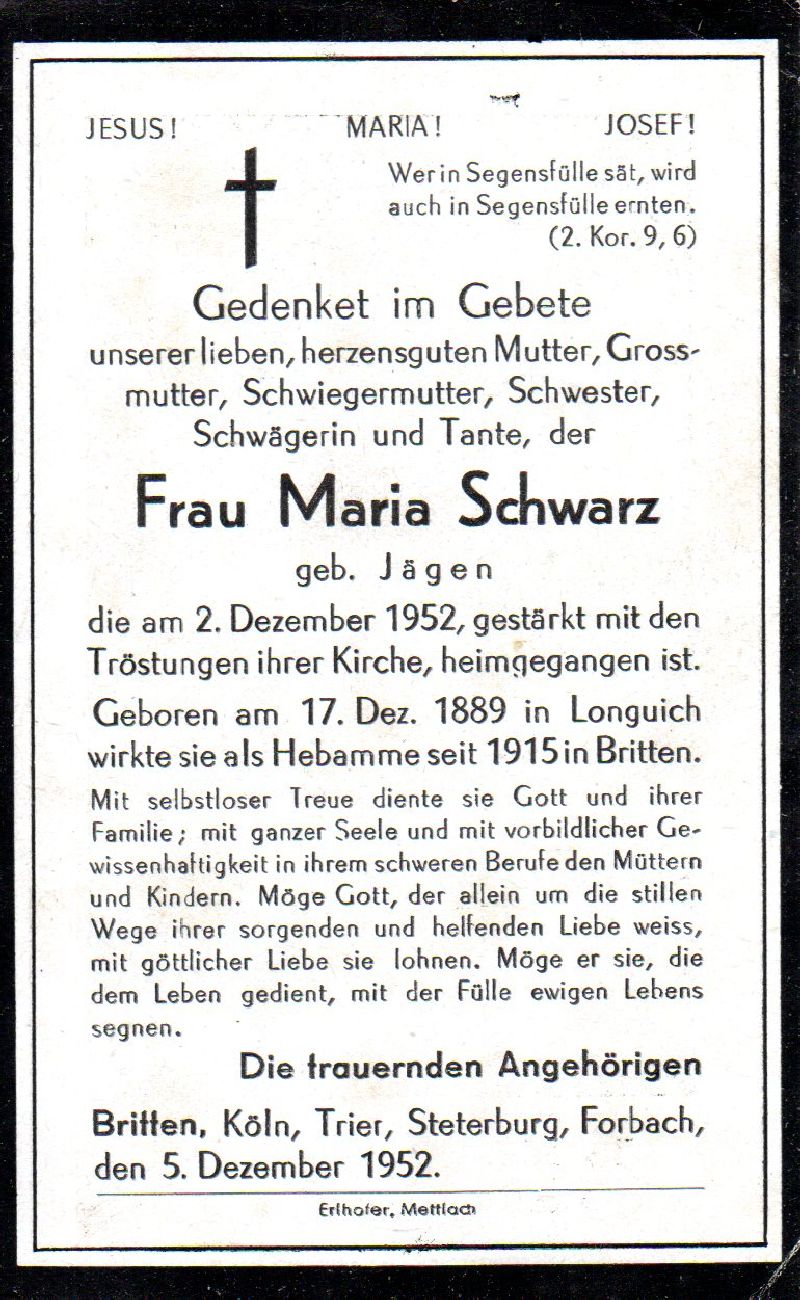 JESUS! MARIA! JOSEF!
Wer in Segensfülle sät, wird
auch in Segensfülle ernten.
(2. Kor. 9, 6)
Gedenket im Gebete
unserer lieben, herzensguten Mutter, Gross-
mutter, Schwiegermutter, Schwester,
Schwägerin und Tante, der
Frau Maria Schwarz
geb. Jägen
die am 2. Dezember 1952, gestärkt mit den
Tröstungen ihrer Kirche, heimgegangen ist.
Geboren am 17. Dez. 1889 in Longuich
wirkte sie als Hebamme seit 1915 in Britten.
Mit selbstloser Treue diente sie Gott und ihrer
Familie; mit ganzer Seele und mit vorbildlicher Ge-
wissenhaftigkeit in ihrem schweren Berufe den Müttern
und Kindern. Möge Gott, der allein um die stillen
Wege ihrer sorgenden und helfenden Liebe weiss,
mit göttlicher Liebe sie lohnen. Möge er sie, die
dem Leben gedient, mit der Fülle ewigen Lebens
segnen.
Die trauernden Angehörigen
Britten, Köln, Trier, Steterburg, Forbach,
den 5. Dezember 1952.
Erlhofer, Mettlach